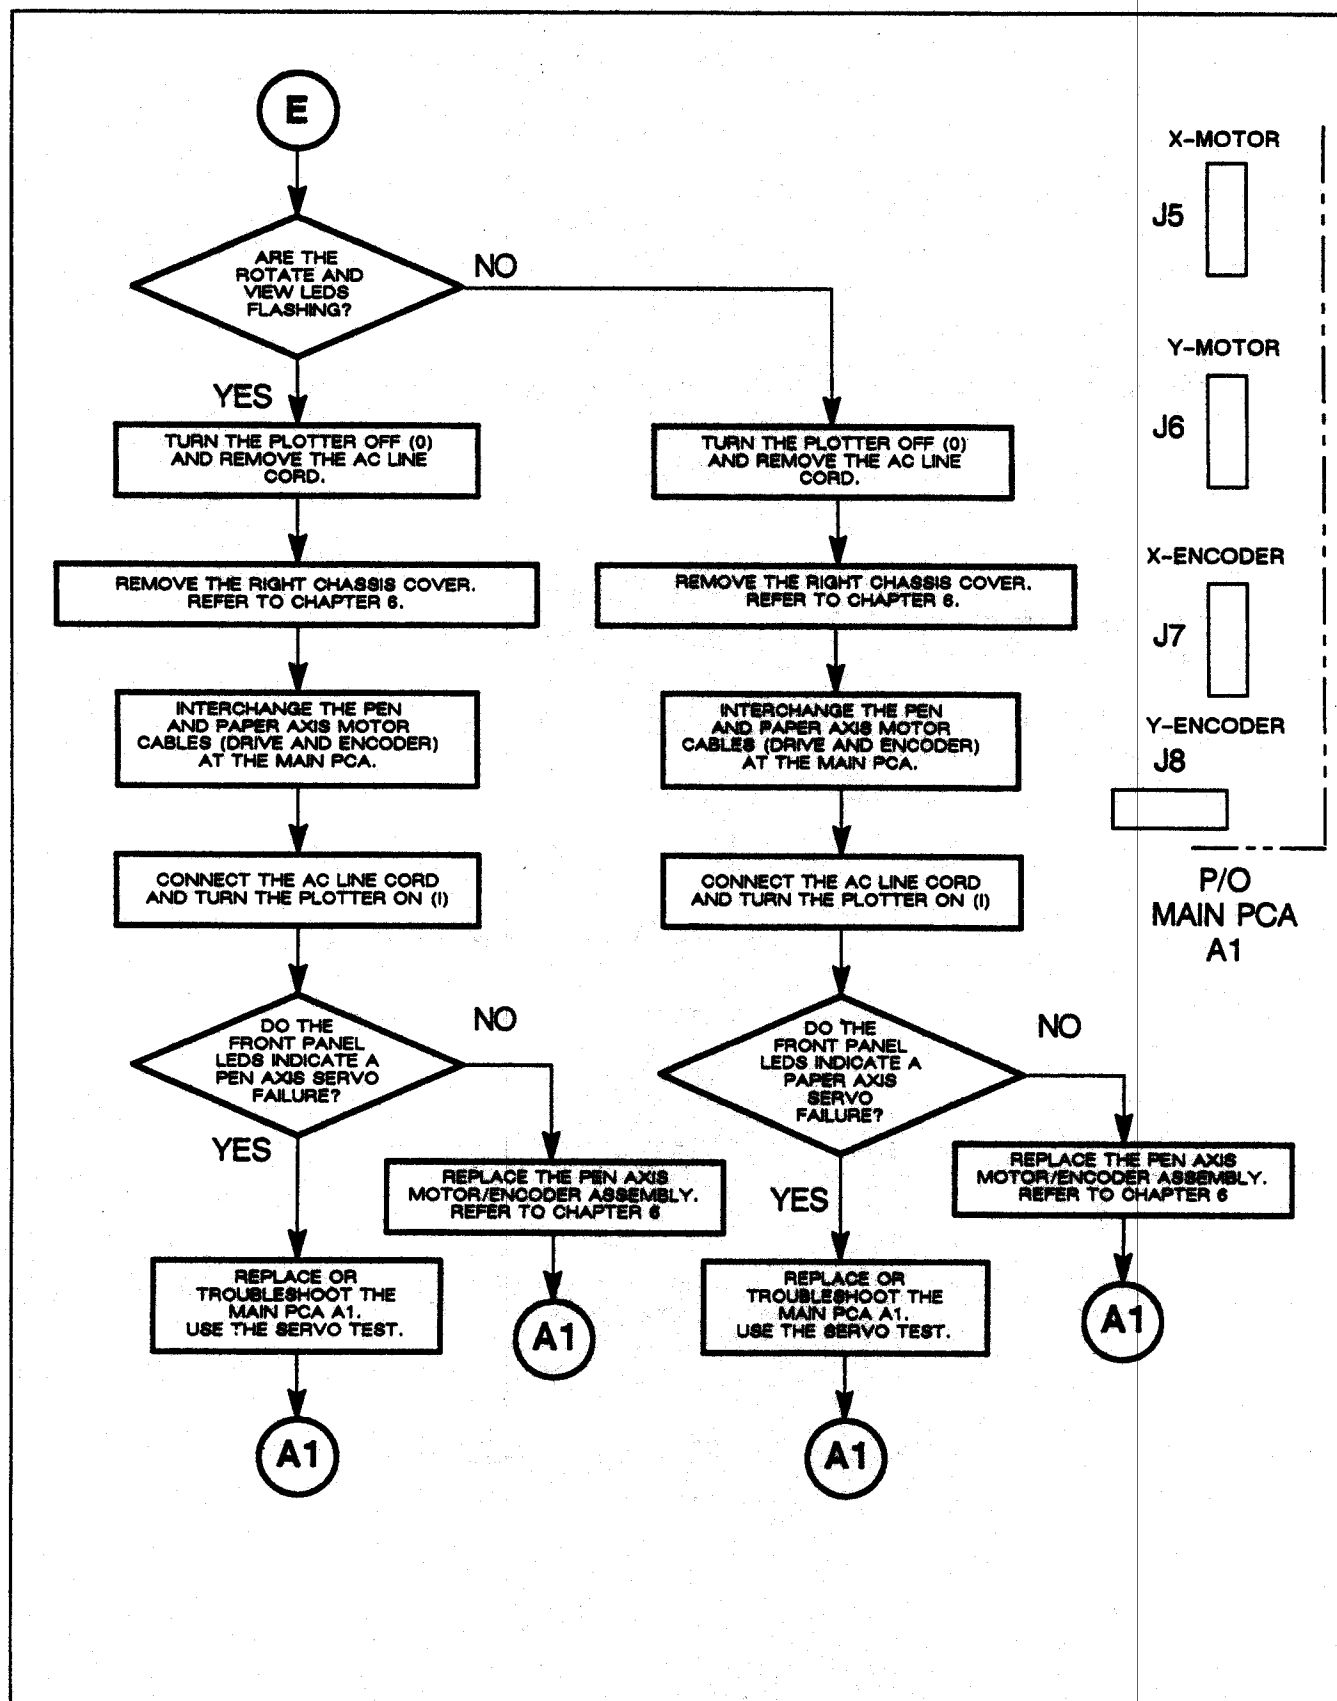 E
ARE THE
ROTATE AND
VIEW LEDS
FLASHING?
NO
YES
TURN THE PLOTTER OFF (0)
AND REMOVE THE AC LINE
CORD.
REMOVE THE RIGHT CHASSIS COVER.
REFER TO CHAPTER 6.
INTERCHANGE THE PEN
AND PAPER AXIS MOTOR
CABLES (DRIVE AND ENCODER)
AT THE MAIN PCA.
CONNECT THE AC LINE CORD
AND TURN THE PLOTTER ON (I)
DO THE
FRONT PANEL
LEDS INDICATE A
PEN AXIS SERVO
FAILURE?
NO
YES
REPLACE THE PEN AXIS
MOTOR/ENCODER ASSEMBLY.
REFER TO CHAPTER 6
A1
REPLACE OR
TROUBLESHOOT THE
MAIN PCA A1.
USE THE SERVO TEST.
A1
TURN THE PLOTTER OFF (0)
AND REMOVE THE AC LINE
CORD.
REMOVE THE RIGHT CHASSIS COVER.
REFER TO CHAPTER 6.
INTERCHANGE THE PEN
AND PAPER AXIS MOTOR
CABLES (DRIVE AND ENCODER)
AT THE MAIN PCA.
CONNECT THE AC LINE CORD
AND TURN THE PLOTTER ON (I)
DO THE
FRONT PANEL
LEDS INDICATE A
PAPER AXIS
SERVO
FAILURE?
NO
YES
REPLACE THE PEN AXIS
MOTOR/ENCODER ASSEMBLY.
REFER TO CHAPTER 6
A1
REPLACE OR
TROUBLESHOOT THE
MAIN PCA A1.
USE THE SERVO TEST.
A1
X-MOTOR
J5
Y-MOTOR
J6
X-ENCODER
J7
Y-ENCODER
J8
P/O
MAIN PCA
A1